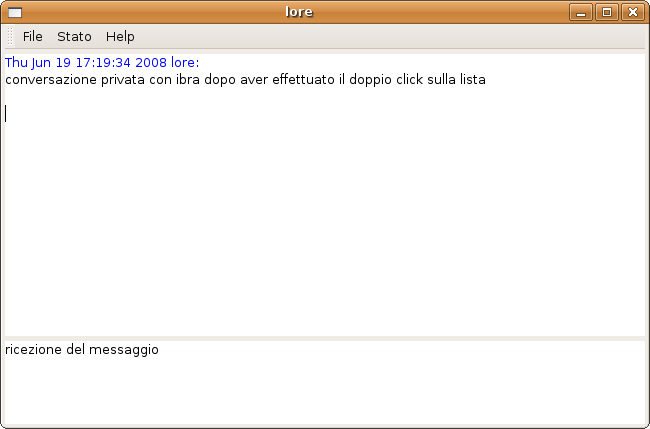 lore
File Stato Help
Thu Jun 19 17:19:34 2008 lore:
conversazione privata con ibra dopo aver effettuato il doppio click sulla lista
ricezione del messaggio